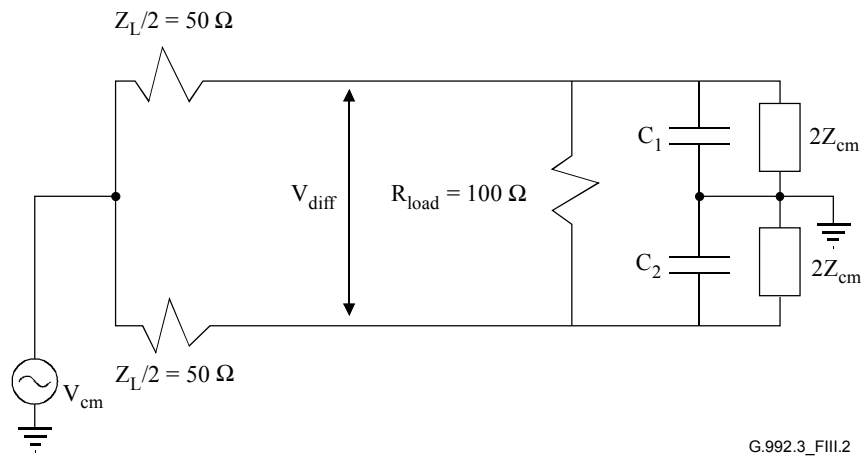 Z_L/2 = 50 Ω
C_1
2Z_cm
V_diff
R_load = 100 Ω
C_2
2Z_cm
Z_L/2 = 50 Ω
V_cm
G.992.3_FIII.2